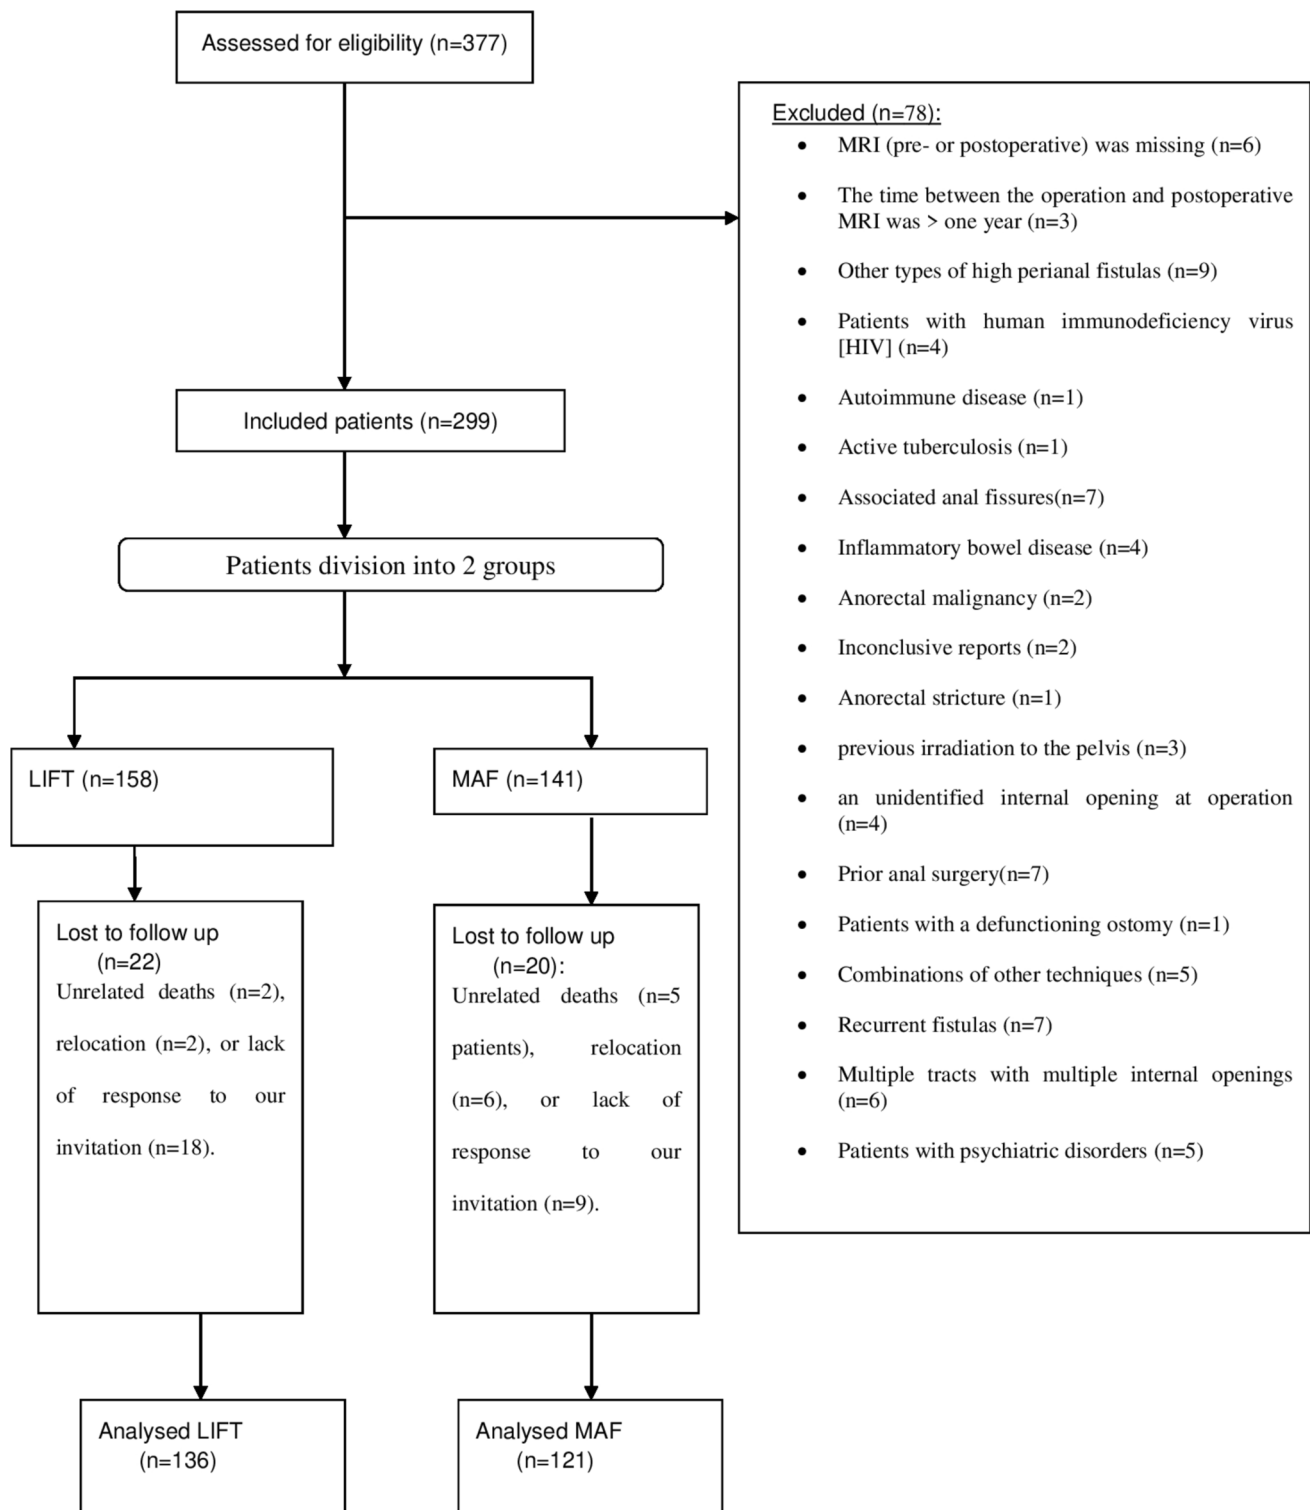 Assessed for eligibility (n=377)
Excluded (n=78):
• MRI (pre- or postoperative) was missing (n=6)
• The time between the operation and postoperative
MRI was > one year (n=3)
• Other types of high perianal fistulas (n=9)
• Patients with human immunodeficiency virus
[HIV] (n=4)
• Autoimmune disease (n=1)
• Active tuberculosis (n=1)
• Associated anal fissures(n=7)
• Inflammatory bowel disease (n=4)
• Anorectal malignancy (n=2)
• Inconclusive reports (n=2)
• Anorectal stricture (n=1)
• previous irradiation to the pelvis (n=3)
• an unidentified internal opening at operation
(n=4)
• Prior anal surgery(n=7)
• Patients with a defunctioning ostomy (n=1)
• Combinations of other techniques (n=5)
• Recurrent fistulas (n=7)
• Multiple tracts with multiple internal openings
(n=6)
• Patients with psychiatric disorders (n=5)
Included patients (n=299)
Patients division into 2 groups
LIFT (n=158)
MAF (n=141)
Lost to follow up
(n=22)
Unrelated deaths (n=2),
relocation (n=2), or lack
of response to our
invitation (n=18).
Lost to follow up
(n=20):
Unrelated deaths (n=5
patients), relocation
(n=6), or lack of
response to our
invitation (n=9).
Analysed LIFT
(n=136)
Analysed MAF
(n=121)